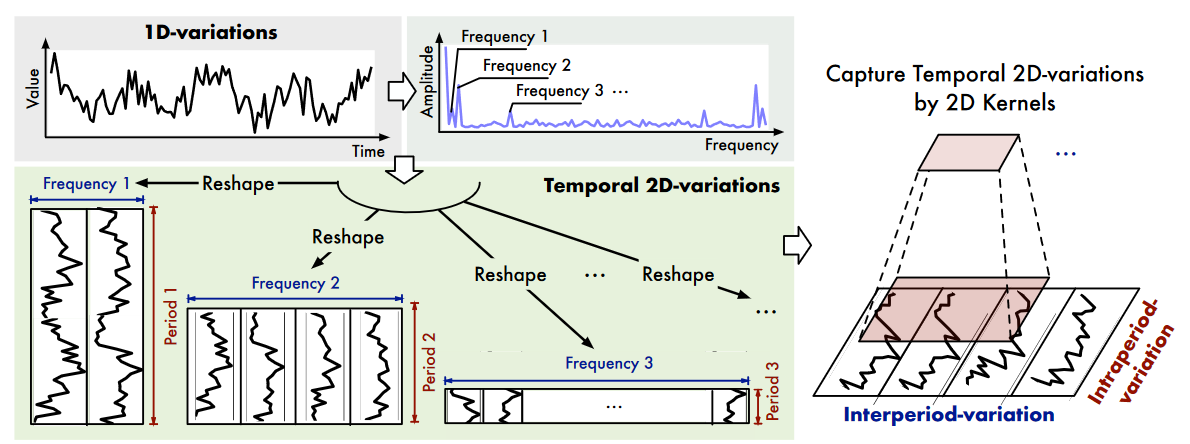 1D-variations
Value
Time
Amplitude
Frequency 1
Frequency 2
Frequency 3 ...
Frequency
Capture Temporal 2D-variations
by 2D Kernels
...
Temporal 2D-variations
Frequency 1
Reshape
Period 1
Reshape
Frequency 2
Period 2
Reshape
...
Reshape
...
Frequency 3
...
Period 3
Interperiod-variation
Intraperiod-
variation